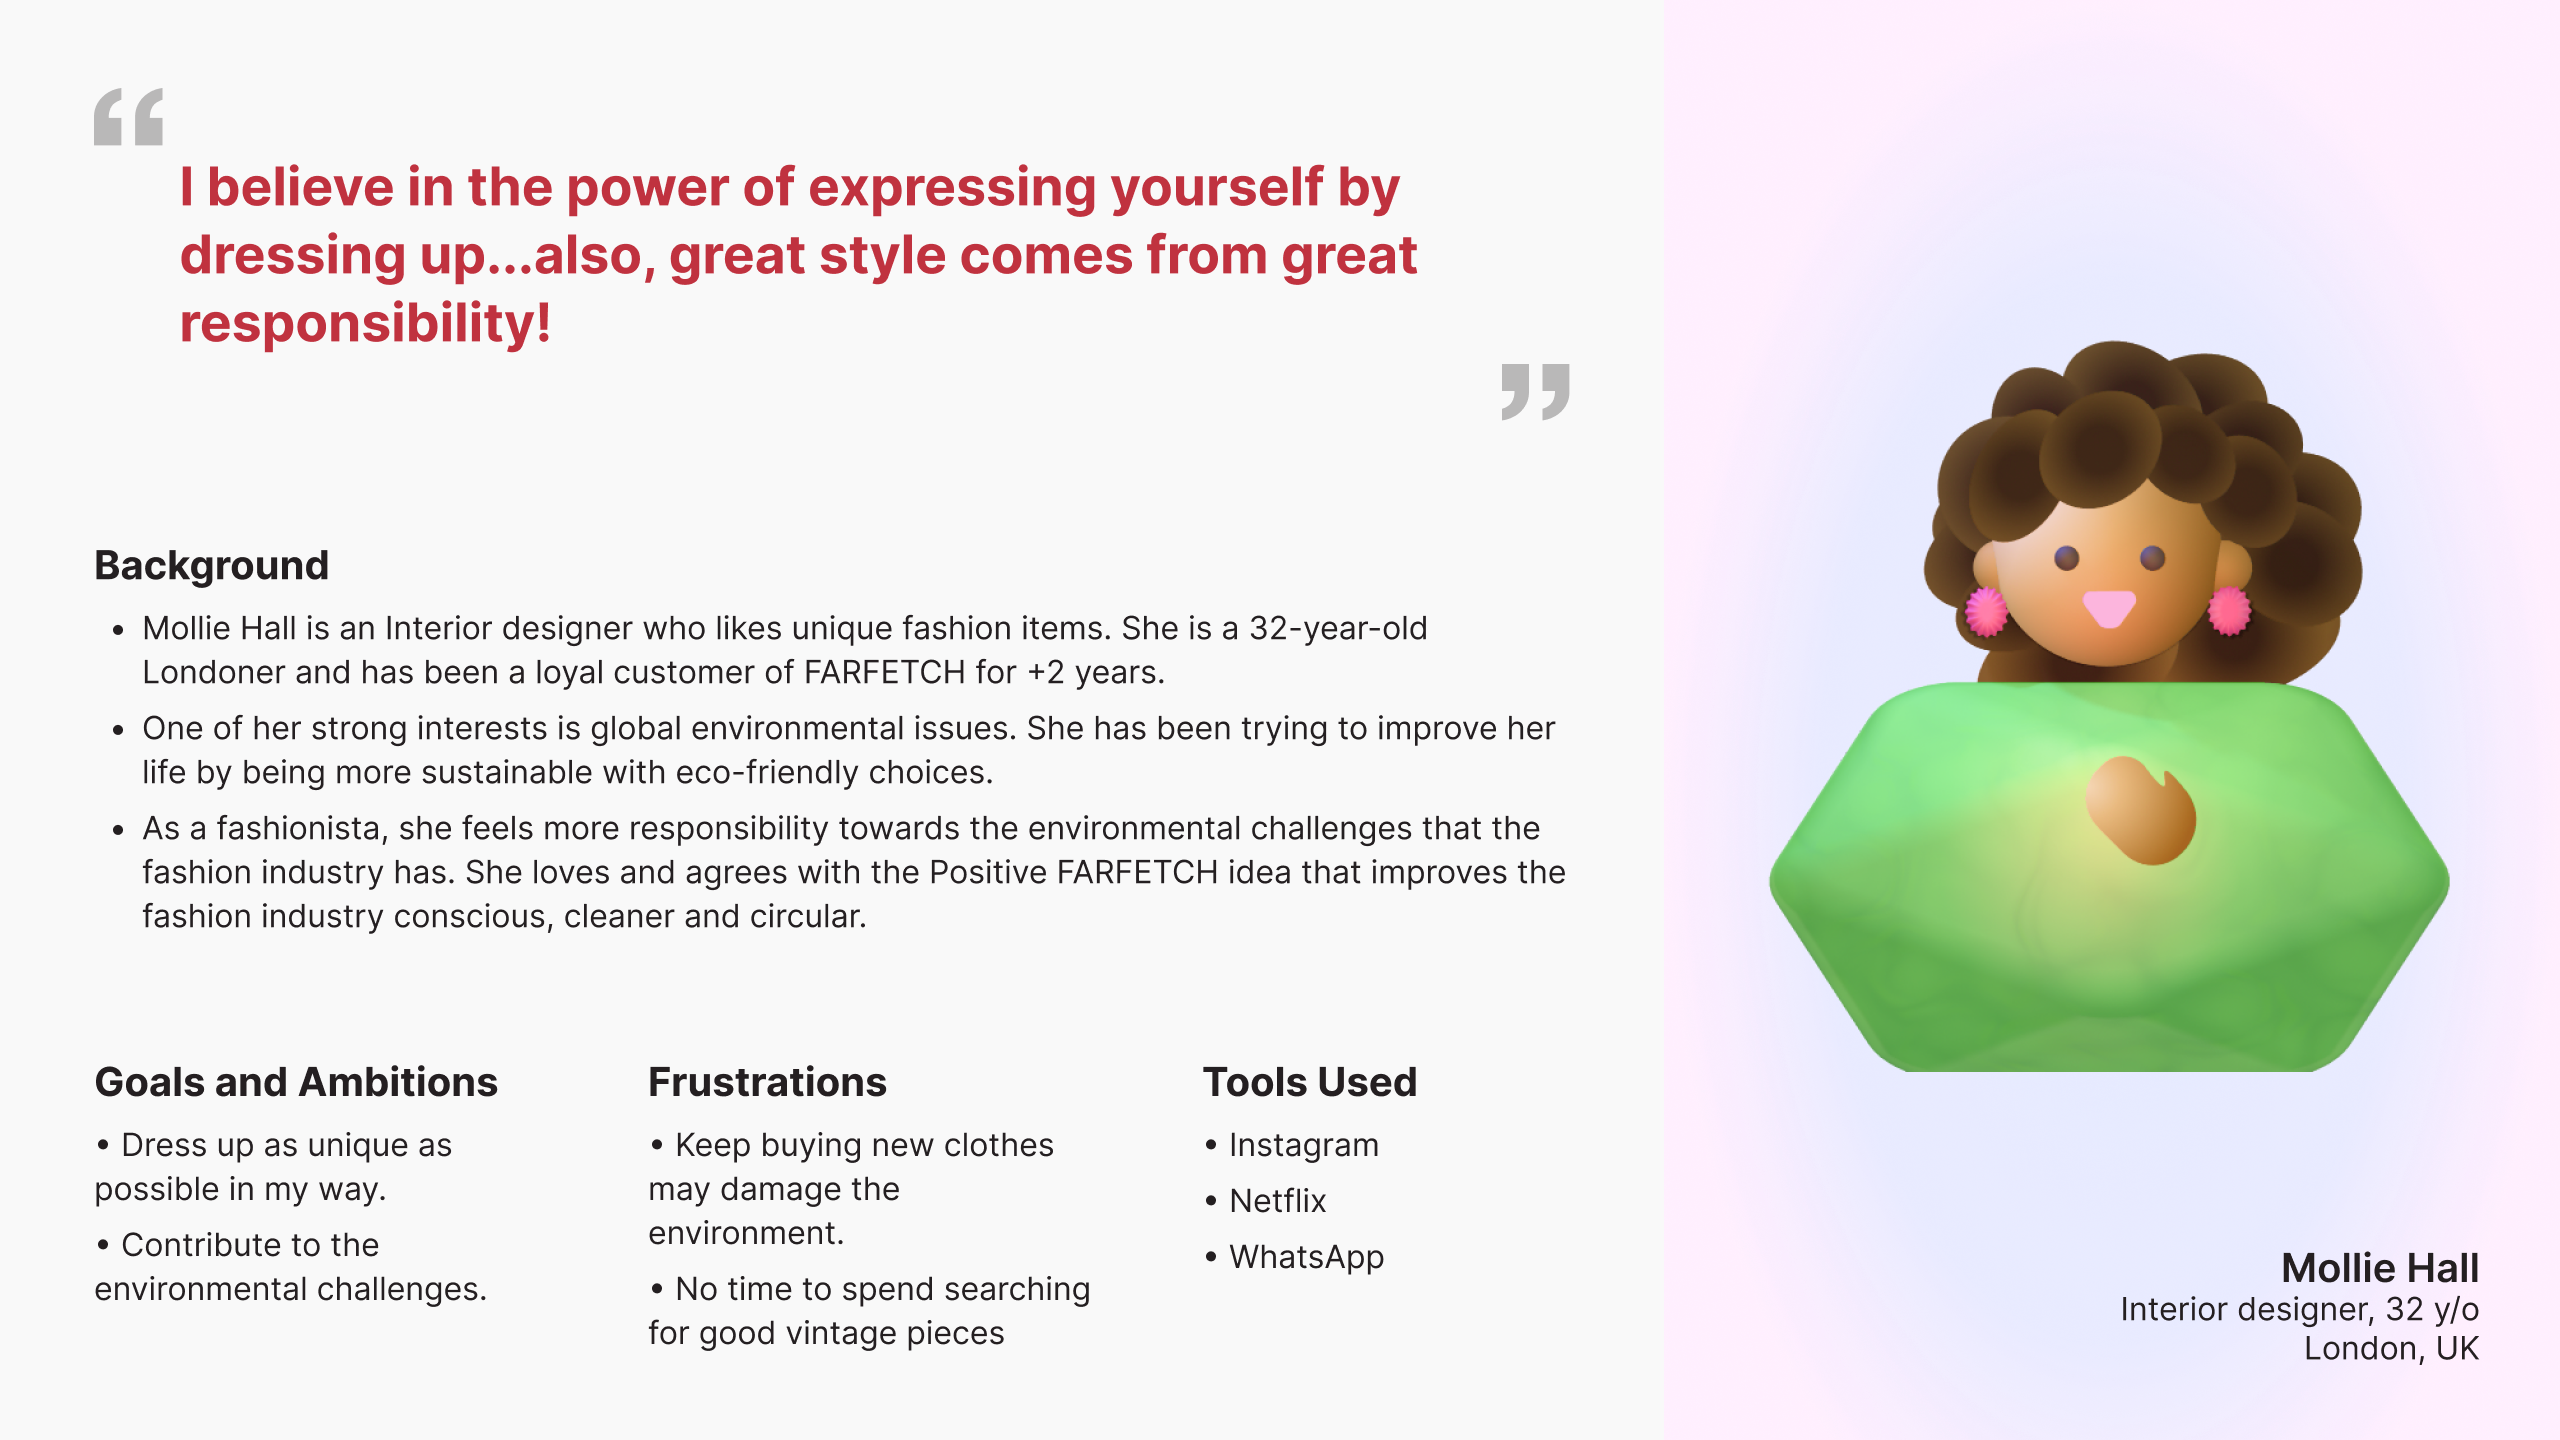 “
I believe in the power of expressing yourself by
dressing up...also, great style comes from great
responsibility!
”
Background
• Mollie Hall is an Interior designer who likes unique fashion items. She is a 32-year-old
Londoner and has been a loyal customer of FARFETCH for +2 years.
• One of her strong interests is global environmental issues. She has been trying to improve her
life by being more sustainable with eco-friendly choices.
• As a fashionista, she feels more responsibility towards the environmental challenges that the
fashion industry has. She loves and agrees with the Positive FARFETCH idea that improves the
fashion industry conscious, cleaner and circular.
Goals and Ambitions
• Dress up as unique as
possible in my way.
• Contribute to the
environmental challenges.
Frustrations
• Keep buying new clothes
may damage the
environment.
• No time to spend searching
for good vintage pieces
Tools Used
• Instagram
• Netflix
• WhatsApp
Mollie Hall
Interior designer, 32 y/o
London, UK